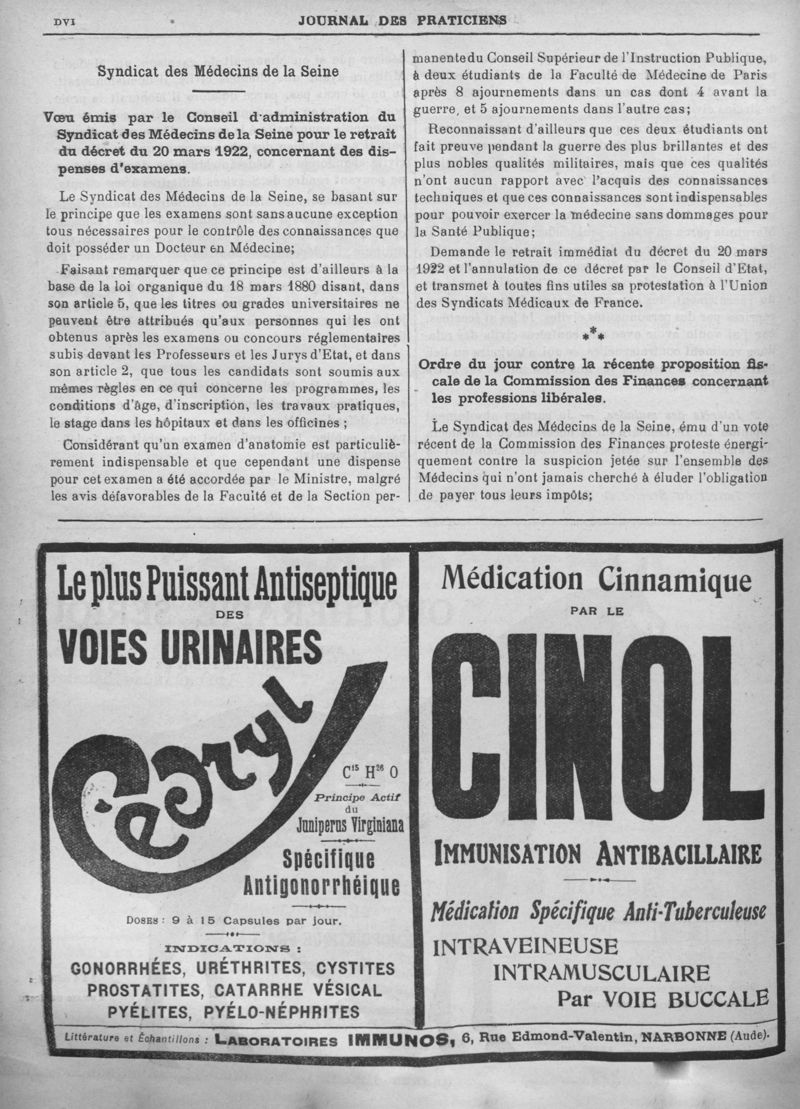 DVI
JOURNAL DES PRATICIENS
Syndicat des Médecins de la Seine
Vœu émis par le Conseil d'administration du
Syndicat des Médecins de la Seine pour le retrait
du décret du 20 mars 1922, concernant des dis-
penses d'examens.
Le Syndicat des Médecins de la Seine, se basant sur
le principe que les examens sont sans aucune exception
tous nécessaires pour le contrôle des connaissances que
doit posséder un Docteur en Médecine;
Faisant remarquer que ce principe est d'ailleurs à la
base de la loi organique du 18 mars 1880 disant, dans
son article 5, que les titres ou grades universitaires ne
peuvent être attribués qu'aux personnes qui les ont
obtenus après les examens ou concours réglementaires
subis devant les Professeurs et les Jurys d'Etat, et dans
son article 2, que tous les candidats sont soumis aux
mêmes règles en ce qui concerne les programmes, les
conditions d'âge, d'inscription, les travaux pratiques,
le stage dans les hôpitaux et dans les officines ;
Considérant qu'un examen d'anatomie est particuliè-
rement indispensable et que cependant une dispense
pour cet examen a été accordée par le Ministre, malgré
les avis défavorables de la Faculté et de la Section per-
manente du Conseil Supérieur de l'Instruction Publique,
à deux étudiants de la Faculté de Médecine de Paris
après 8 ajournements dans un cas dont 4 avant la
guerre, et 5 ajournements dans l'autre cas;
Reconnaissant d'ailleurs que ces deux étudiants ont
fait preuve pendant la guerre des plus brillantes et des
plus nobles qualités militaires, mais que ces qualités
n'ont aucun rapport avec l'acquis des connaissances
techniques et que ces connaissances sont indispensables
pour pouvoir exercer la médecine sans dommages pour
la Santé Publique;
Demande le retrait immédiat du décret du 20 mars
1922 et l'annulation de ce décret par le Conseil d'Etat,
et transmet à toutes fins utiles sa protestation à l'Union
des Syndicats Médicaux de France.
***
Ordre du jour contre la récente proposition fis-
cale de la Commission des Finances concernant
les professions libérales.
Le Syndicat des Médecins de la Seine, ému d'un vote
récent de la Commission des Finances proteste énergi-
quement contre la suspicion jetée sur l'ensemble des
Médecins qui n'ont jamais cherché à éluder l'obligation
de payer tous leurs impôts;
Le plus Puissant Antiseptique
DES
VOIES URINAIRES
Cedryl
C15 H26 O
Principe Actif
du
Juniperus Virginiana
Spécifique
Antigonorrhéique
DOSES : 9 à 15 Capsules par jour.
INDICATIONS :
GONORRHÉES, URÉTHRITES, CYSTITES
PROSTATITES, CATARRHE VÉSICAL
PYÉLITES, PYÉLO-NÉPHRITES
Médication Cinnamique
PAR LE
CINOL
IMMUNISATION ANTIBACILLAIRE
Médication Spécifique Anti-Tuberculeuse
INTRAVEINEUSE
INTRAMUSCULAIRE
Par VOIE BUCCALE
Littérature et Échantillons : LABORATOIRES IMMUNOS, 6, Rue Edmond-Valentin, NARBONNE (Aude).